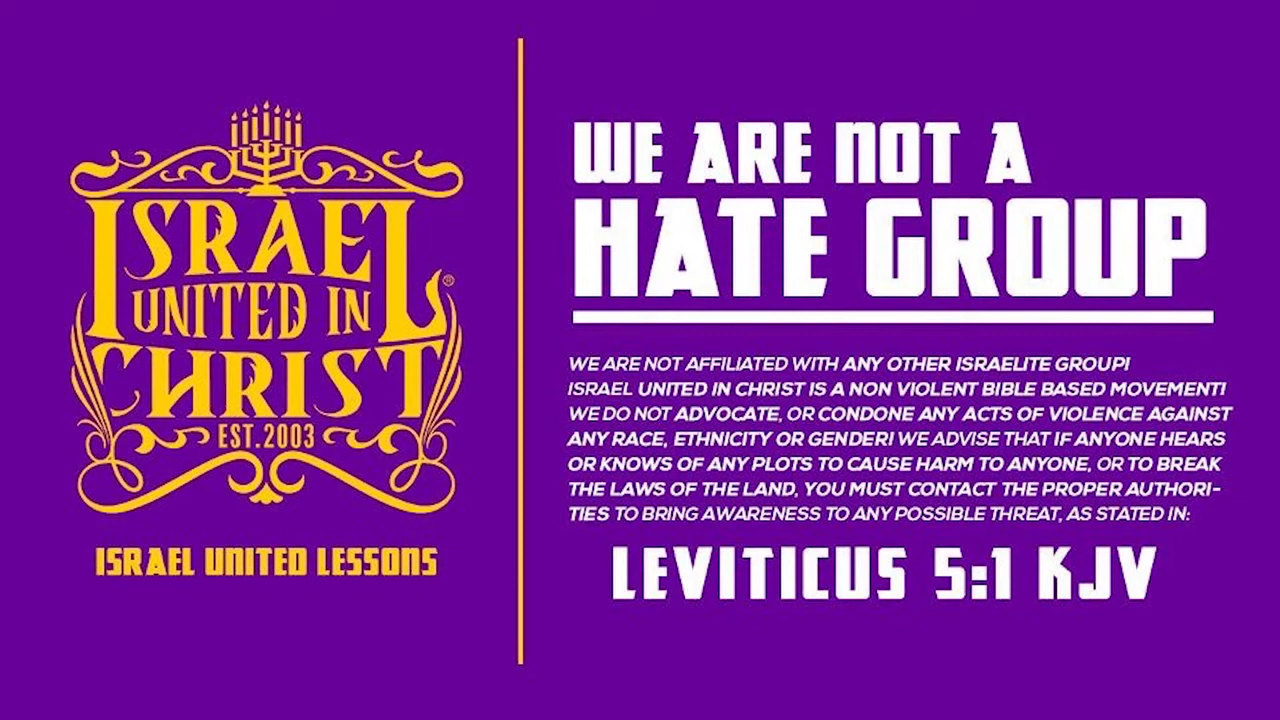 ISRAEL
UNITED IN
CHRIST
EST. 2003
ISRAEL UNITED LESSONS
WE ARE NOT A
HATE GROUP
WE ARE NOT AFFILIATED WITH ANY OTHER ISRAELITE GROUP!
ISRAEL UNITED IN CHRIST IS A NON VIOLENT BIBLE BASED MOVEMENT!
WE DO NOT ADVOCATE, OR CONDONE ANY ACTS OF VIOLENCE AGAINST
ANY RACE, ETHNICITY OR GENDER! WE ADVISE THAT IF ANYONE HEARS
OR KNOWS OF ANY PLOTS TO CAUSE HARM TO ANYONE, OR TO BREAK
THE LAWS OF THE LAND, YOU MUST CONTACT THE PROPER AUTHORI-
TIES TO BRING AWARENESS TO ANY POSSIBLE THREAT, AS STATED IN:
LEVITICUS 5:1 KJV